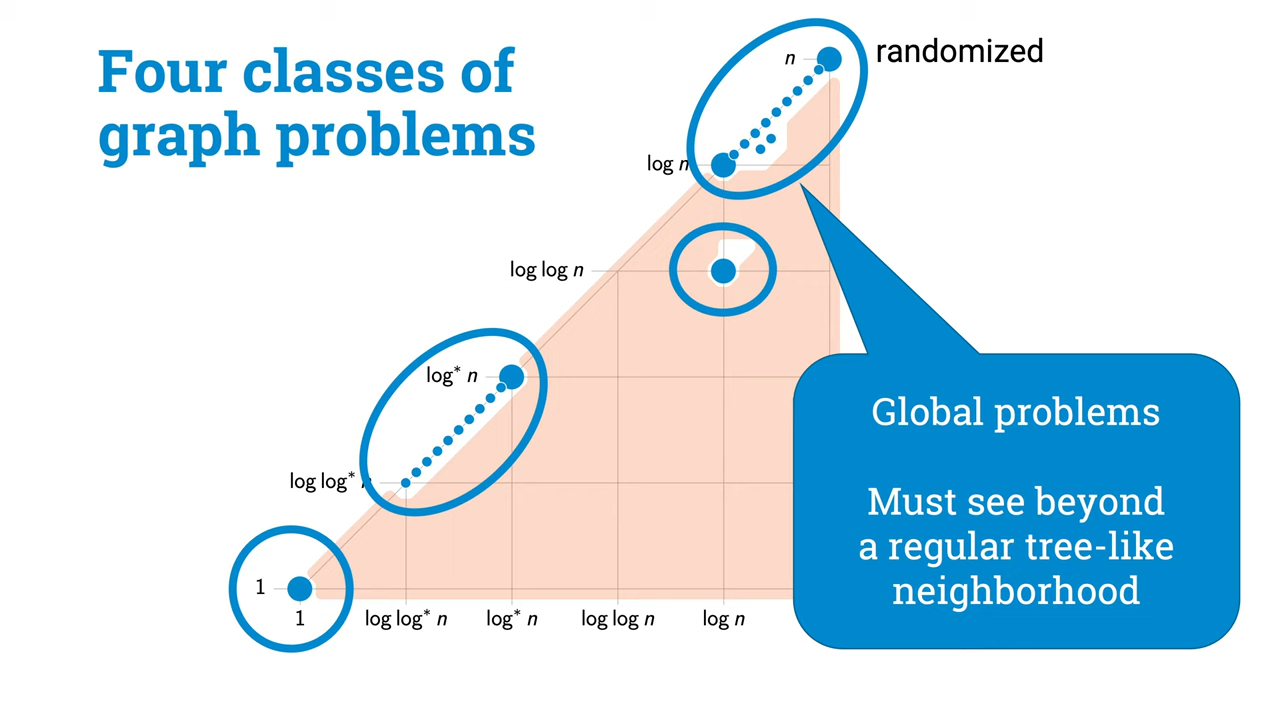 Four classes of
graph problems
n
randomized
log n
log log n
log* n
log log* n
1
1
log log* n
log* n
log log n
log n
Global problems
Must see beyond
a regular tree-like
neighborhood